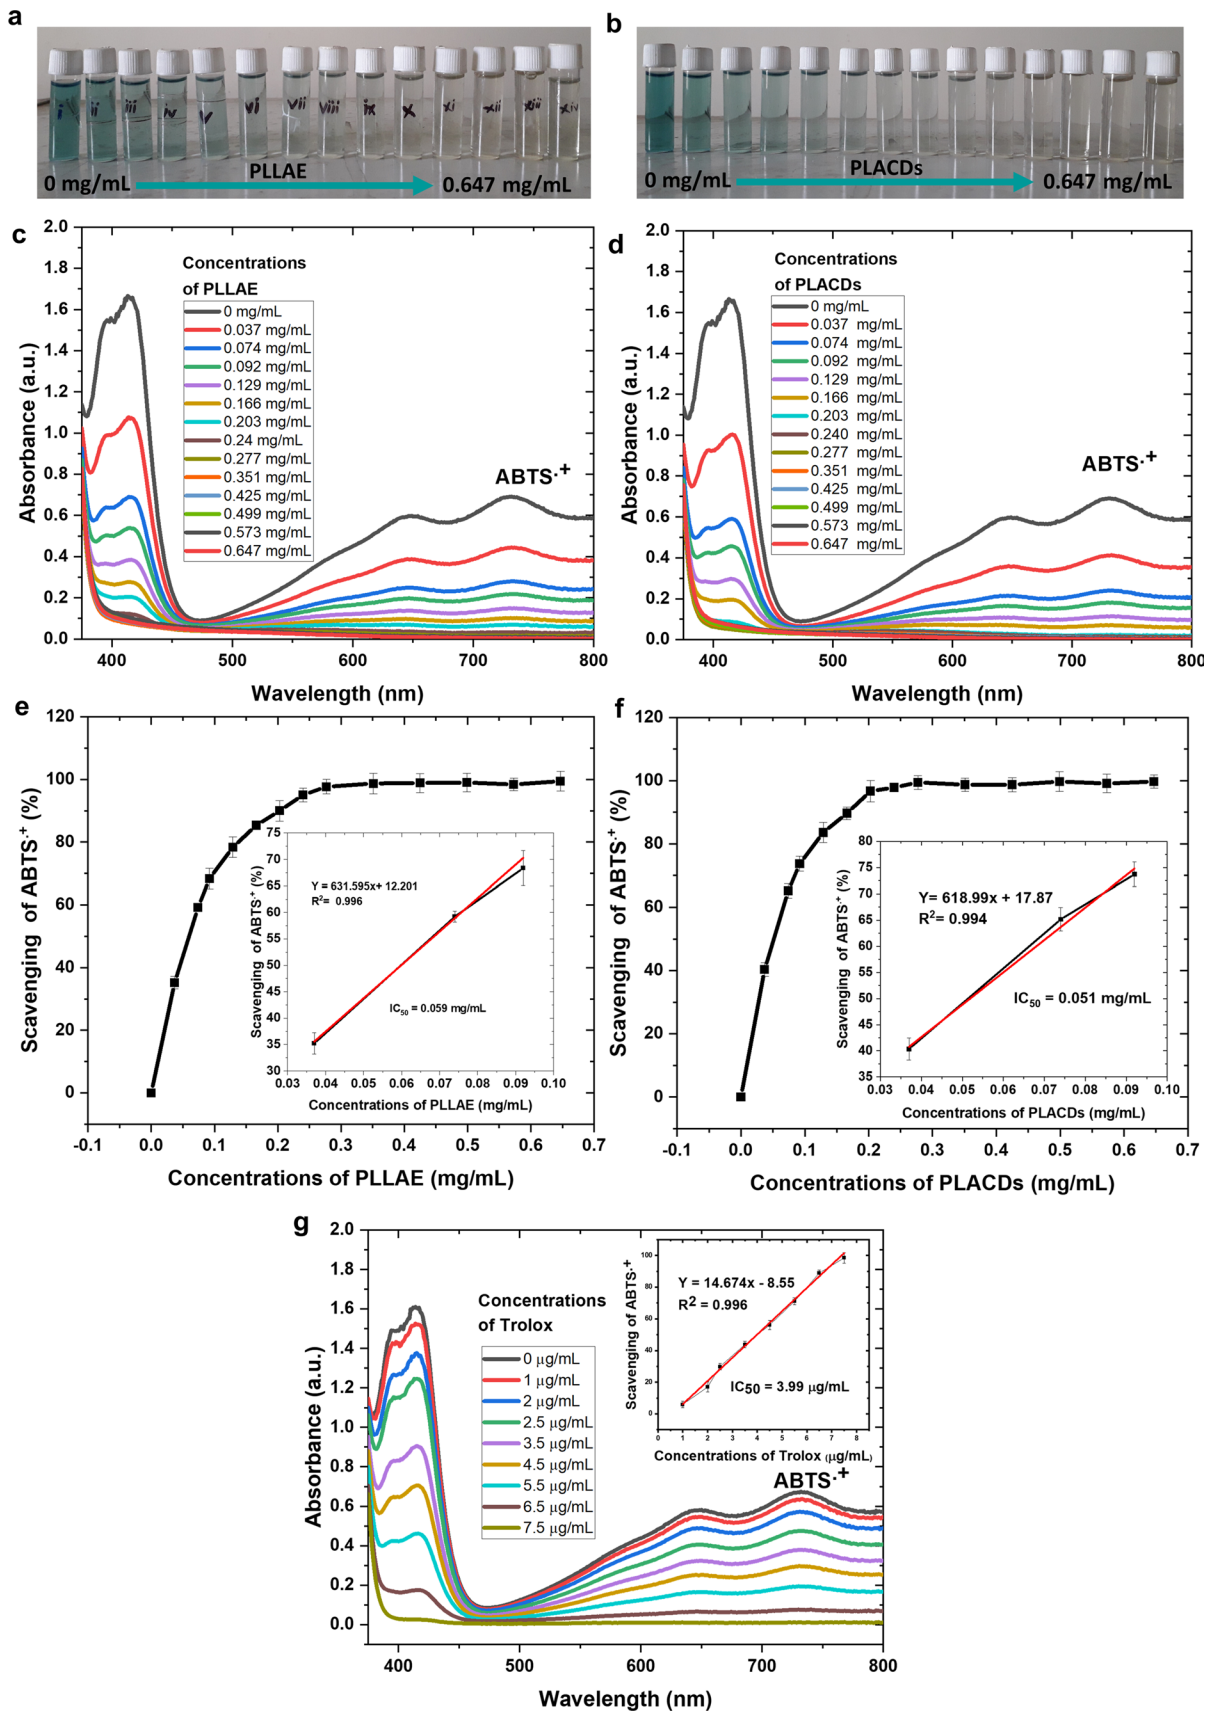 a
i ii iii iv v vi vii viii ix x xi xii xiii xiv
PLLAE
0 mg/mL
0.647 mg/mL
b
PLACDs
0 mg/mL
0.647 mg/mL
c
2.0
1.8
1.6
1.4
1.2
1.0
0.8
0.6
0.4
0.2
0.0
Absorbance (a.u.)
Concentrations
of PLLAE
0 mg/mL
0.037 mg/mL
0.074 mg/mL
0.092 mg/mL
0.129 mg/mL
0.166 mg/mL
0.203 mg/mL
0.24 mg/mL
0.277 mg/mL
0.351 mg/mL
0.425 mg/mL
0.499 mg/mL
0.573 mg/mL
0.647 mg/mL
ABTS·+
400 500 600 700 800
Wavelength (nm)
d
2.0
1.8
1.6
1.4
1.2
1.0
0.8
0.6
0.4
0.2
0.0
Absorbance (a.u.)
Concentrations
of PLACDs
0 mg/mL
0.037 mg/mL
0.074 mg/mL
0.092 mg/mL
0.129 mg/mL
0.166 mg/mL
0.203 mg/mL
0.240 mg/mL
0.277 mg/mL
0.351 mg/mL
0.425 mg/mL
0.499 mg/mL
0.573 mg/mL
0.647 mg/mL
ABTS·+
400 500 600 700 800
Wavelength (nm)
e
120
100
80
60
40
20
0
Scavenging of ABTS·+ (%)
75
70
65
60
55
50
45
40
35
30
Scavenging of ABTS·+ (%)
Y = 631.595x+ 12.201
R2= 0.996
IC50 = 0.059 mg/mL
0.03 0.04 0.05 0.06 0.07 0.08 0.09 0.10
Concentrations of PLLAE (mg/mL)
-0.1 0.0 0.1 0.2 0.3 0.4 0.5 0.6 0.7
Concentrations of PLLAE (mg/mL)
f
120
100
80
60
40
20
0
Scavenging of ABTS·+ (%)
80
75
70
65
60
55
50
45
40
35
Scavenging of ABTS·+ (%)
Y= 618.99x + 17.87
R2= 0.994
IC50 = 0.051 mg/mL
0.03 0.04 0.05 0.06 0.07 0.08 0.09 0.10
Concentrations of PLACDs (mg/mL)
-0.1 0.0 0.1 0.2 0.3 0.4 0.5 0.6 0.7
Concentrations of PLACDs (mg/mL)
g
2.0
1.8
1.6
1.4
1.2
1.0
0.8
0.6
0.4
0.2
0.0
Absorbance (a.u.)
Concentrations
of Trolox
0 µg/mL
1 µg/mL
2 µg/mL
2.5 µg/mL
3.5 µg/mL
4.5 µg/mL
5.5 µg/mL
6.5 µg/mL
7.5 µg/mL
100
80
60
40
20
0
Scavenging of ABTS·+
Y = 14.674x - 8.55
R2 = 0.996
IC50 = 3.99 µg/mL
0 1 2 3 4 5 6 7 8
Concentrations of Trolox (µg/mL)
ABTS·+
400 500 600 700 800
Wavelength (nm)